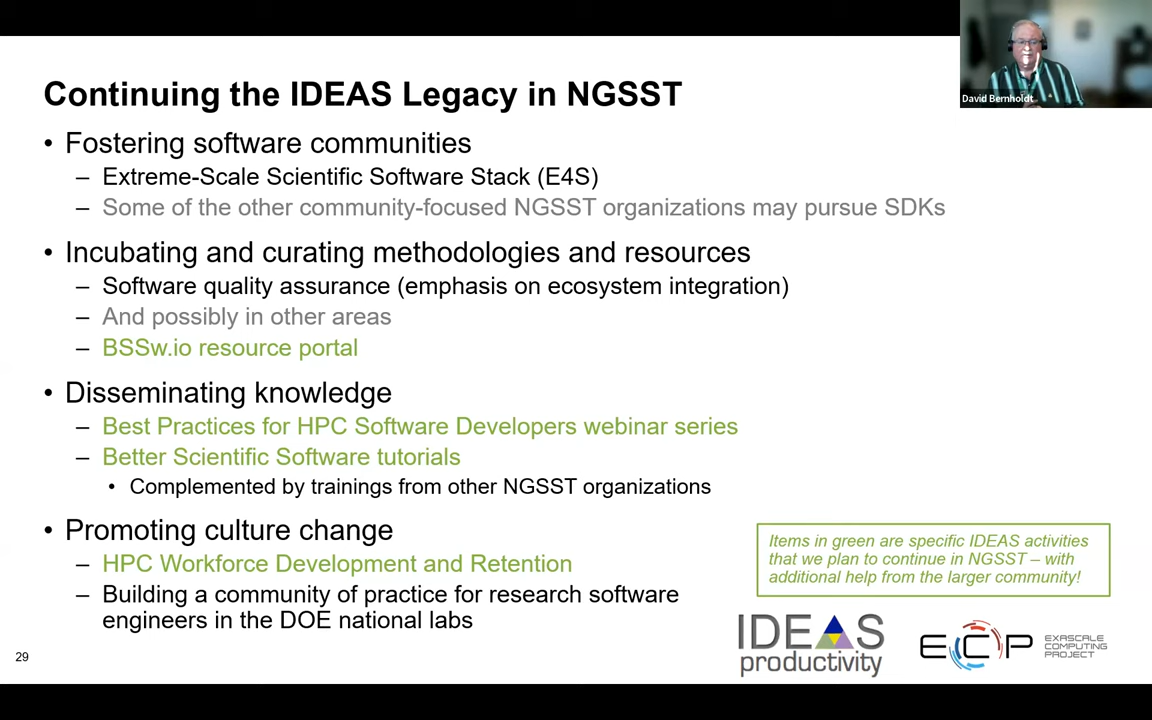 David Bernholdt
Continuing the IDEAS Legacy in NGSST
• Fostering software communities
– Extreme-Scale Scientific Software Stack (E4S)
– Some of the other community-focused NGSST organizations may pursue SDKs
• Incubating and curating methodologies and resources
– Software quality assurance (emphasis on ecosystem integration)
– And possibly in other areas
– BSSw.io resource portal
• Disseminating knowledge
– Best Practices for HPC Software Developers webinar series
– Better Scientific Software tutorials
• Complemented by trainings from other NGSST organizations
• Promoting culture change
– HPC Workforce Development and Retention
– Building a community of practice for research software
engineers in the DOE national labs
Items in green are specific IDEAS activities
that we plan to continue in NGSST – with
additional help from the larger community!
IDEAS
productivity
ECP
EXASCALE
COMPUTING
PROJECT
29